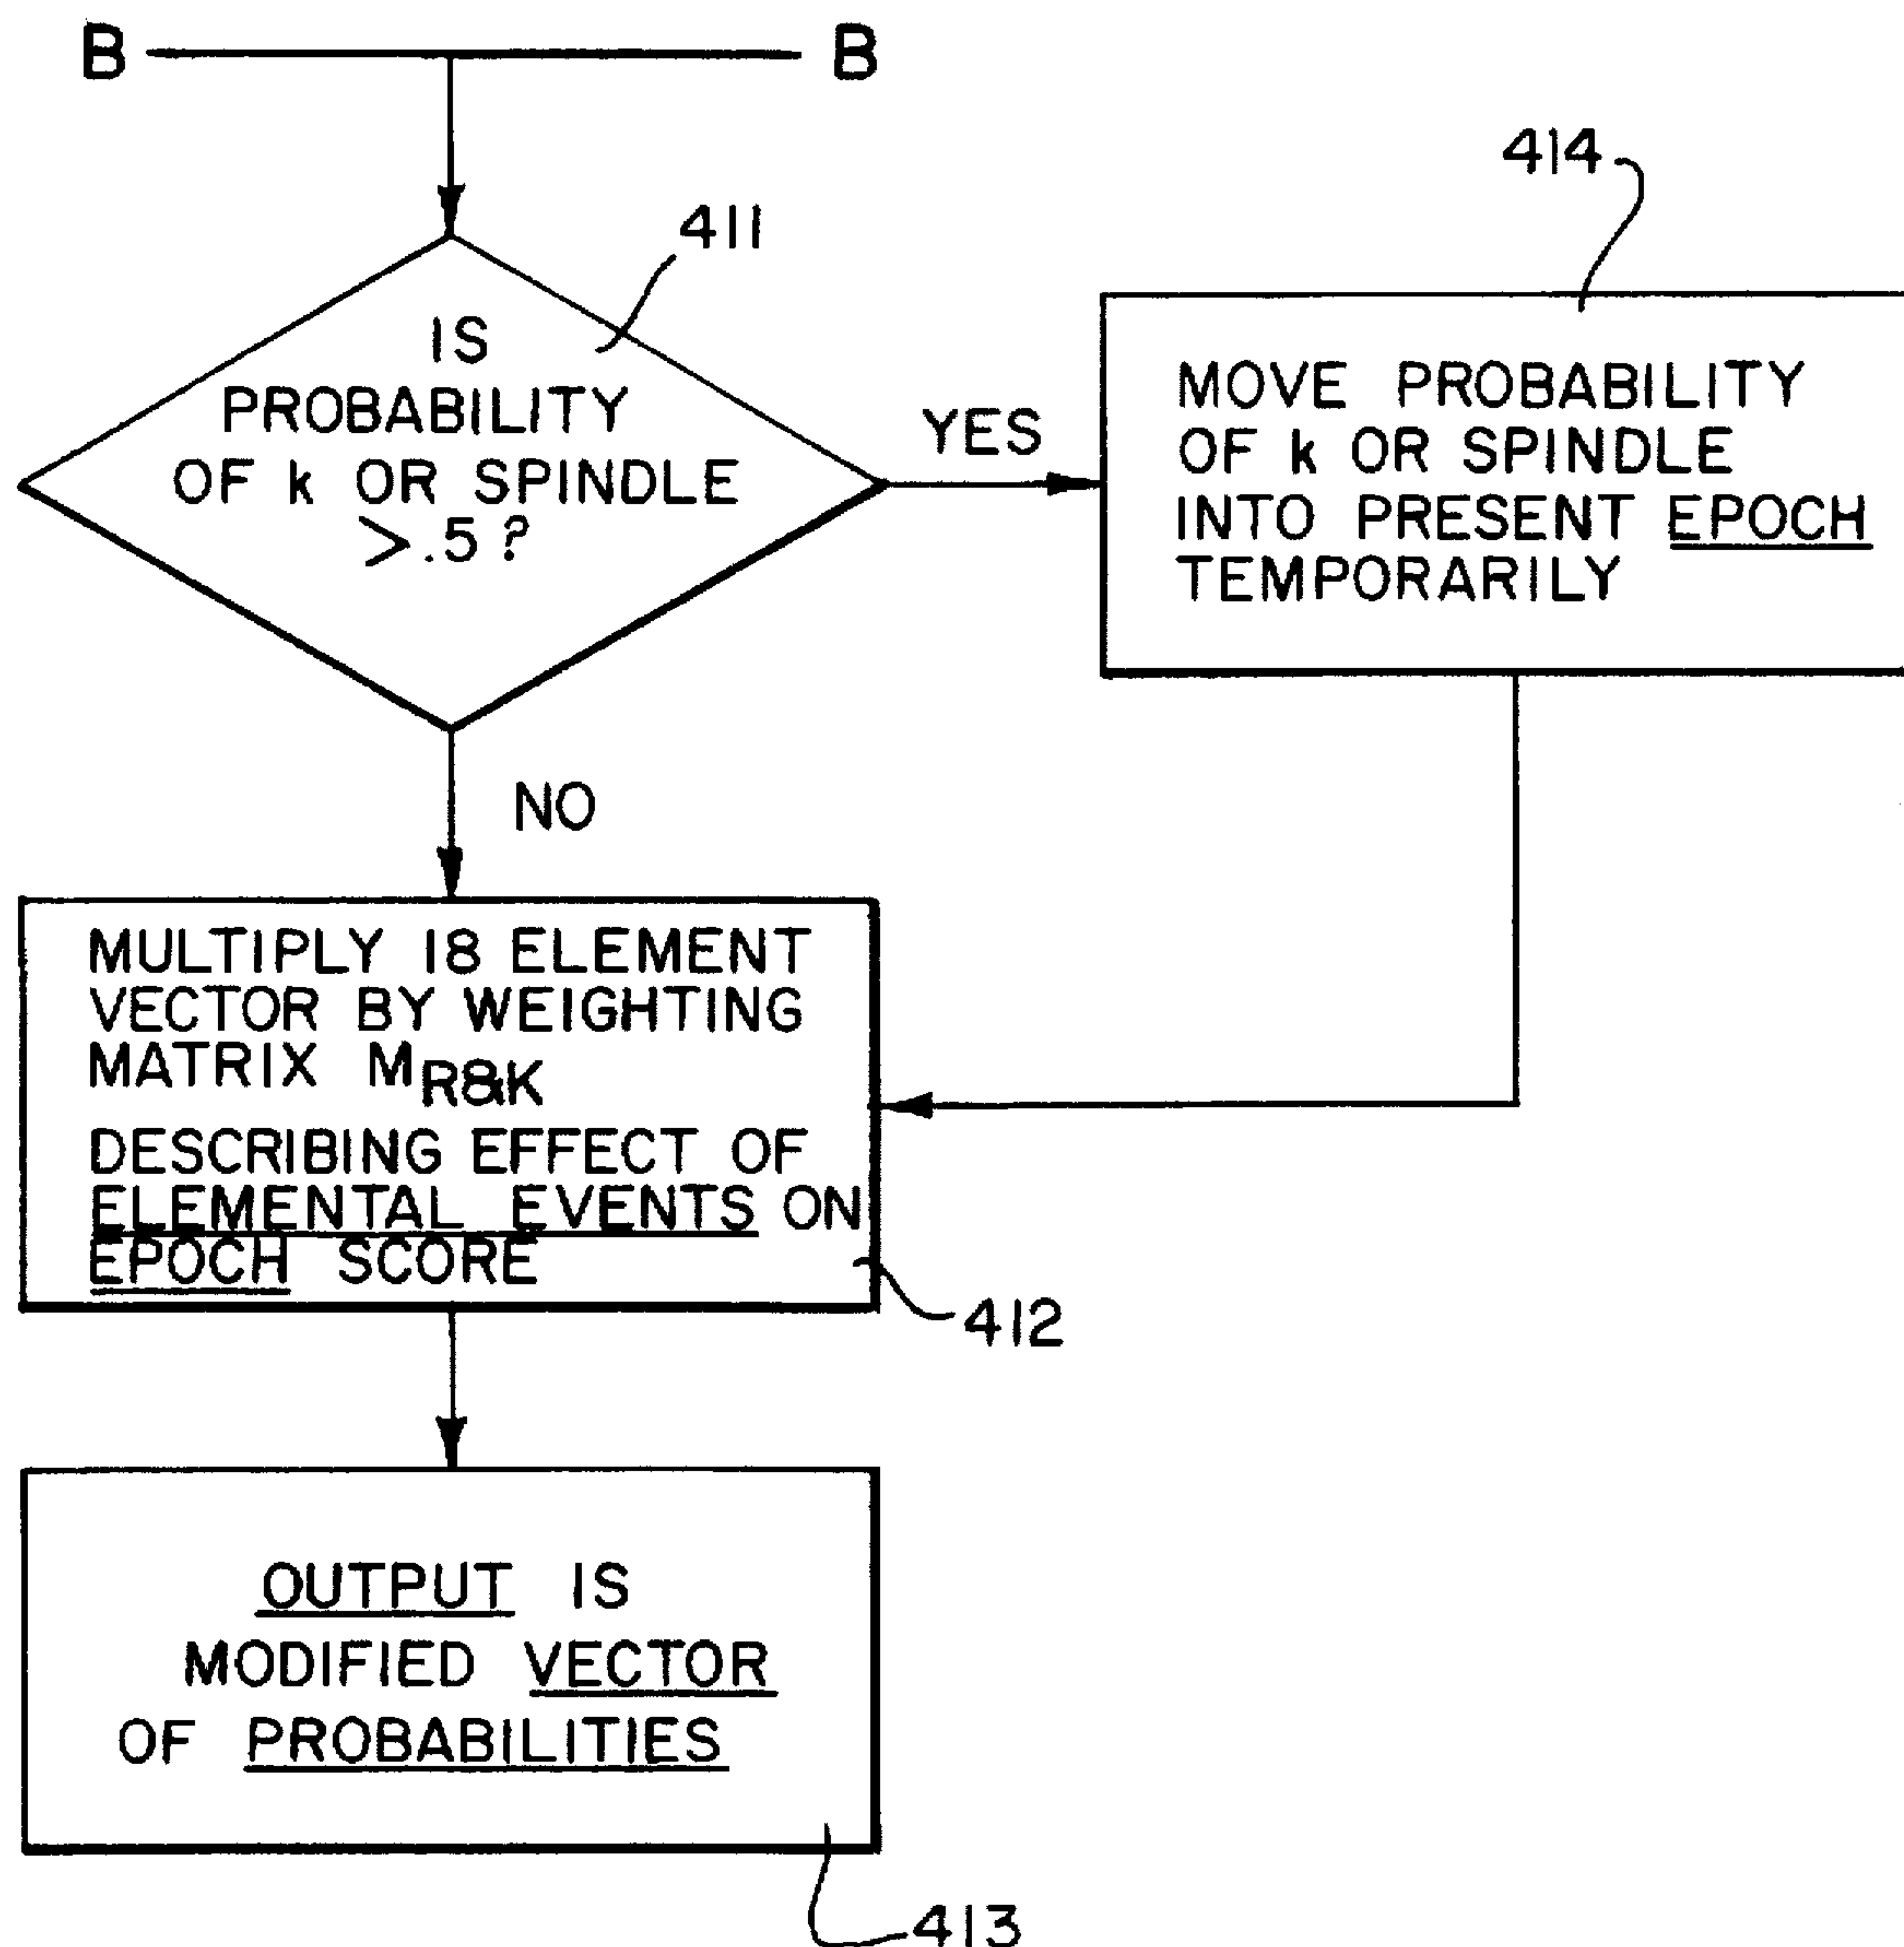 B B
411
414
IS
PROBABILITY
OF k OR SPINDLE
>.5?
YES
MOVE PROBABILITY
OF k OR SPINDLE
INTO PRESENT EPOCH
TEMPORARILY
NO
MULTIPLY 18 ELEMENT
VECTOR BY WEIGHTING
MATRIX MR&K
DESCRIBING EFFECT OF
ELEMENTAL EVENTS ON
EPOCH SCORE
412
OUTPUT IS
MODIFIED VECTOR
OF PROBABILITIES
413